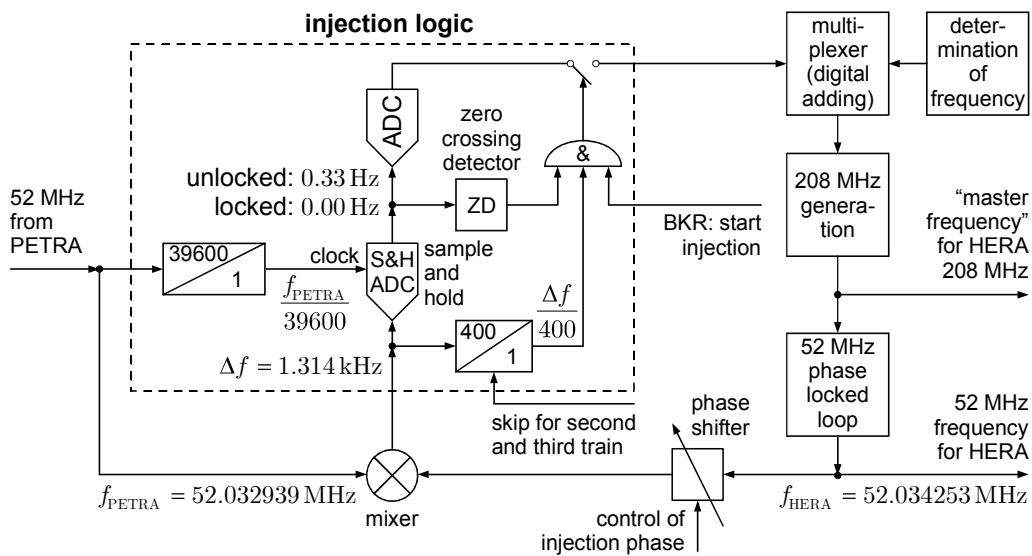 injection logic
multi-
plexer
(digital
adding)
deter-
mination
of
frequency
ADC
zero
crossing
detector
&
unlocked: 0.33 Hz
locked: 0.00 Hz
ZD
208 MHz
genera-
tion
52 MHz
from
PETRA
BKR: start
injection
"master
frequency"
for HERA
208 MHz
39600
1
clock
f_PETRA
39600
S&H
ADC
sample
and
hold
Δf
400
400
1
Δf = 1.314 kHz
52 MHz
phase
locked
loop
skip for second
and third train
phase
shifter
52 MHz
frequency
for HERA
f_PETRA = 52.032939 MHz
mixer
f_HERA = 52.034253 MHz
control of
injection phase